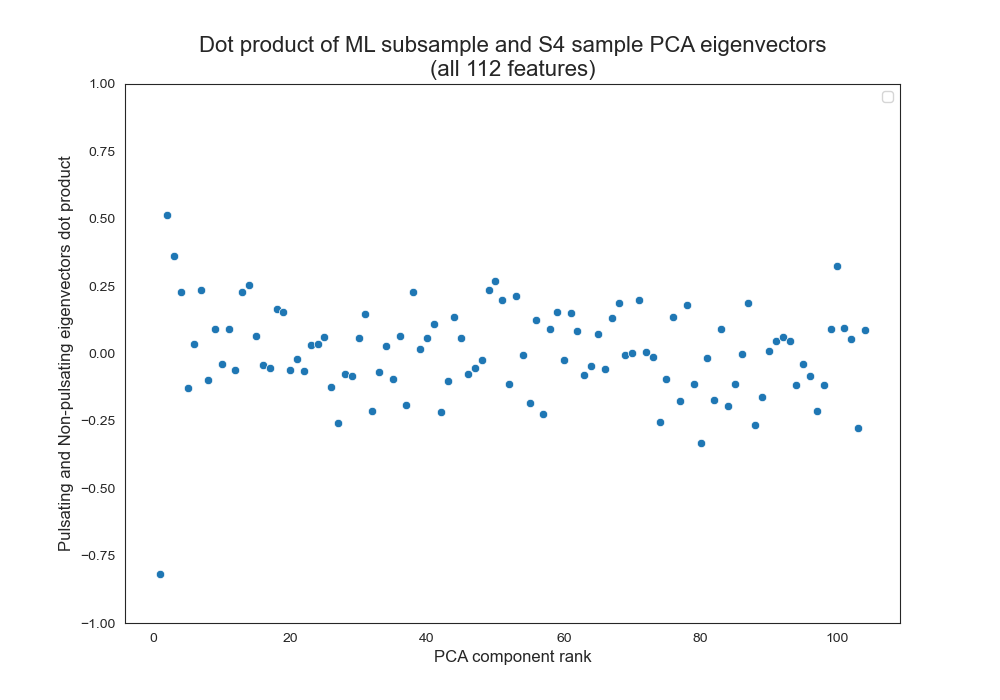 Dot product of ML subsample and S4 sample PCA eigenvectors
(all 112 features)
Pulsating and Non-pulsating eigenvectors dot product
1.00
0.75
0.50
0.25
0.00
−0.25
−0.50
−0.75
−1.00
0 20 40 60 80 100
PCA component rank